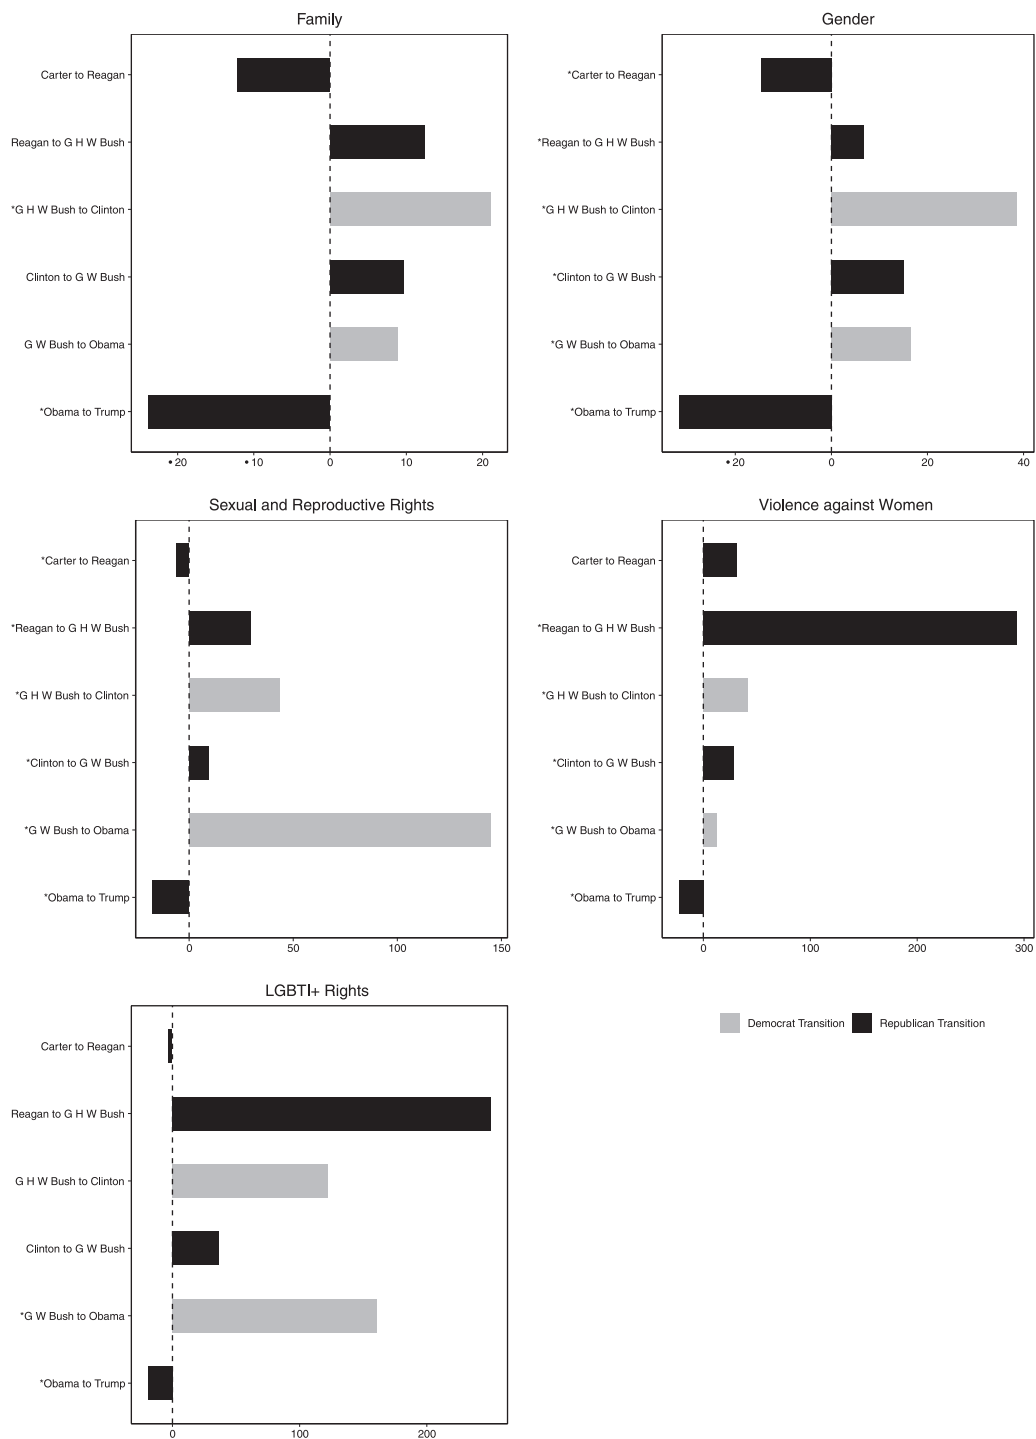 Family
Carter to Reagan
Reagan to G H W Bush
*G H W Bush to Clinton
Clinton to G W Bush
G W Bush to Obama
*Obama to Trump
•20 •10 0 10 20
Gender
*Carter to Reagan
*Reagan to G H W Bush
*G H W Bush to Clinton
*Clinton to G W Bush
*G W Bush to Obama
*Obama to Trump
•20 0 20 40
Sexual and Reproductive Rights
*Carter to Reagan
*Reagan to G H W Bush
*G H W Bush to Clinton
*Clinton to G W Bush
*G W Bush to Obama
*Obama to Trump
0 50 100 150
Violence against Women
Carter to Reagan
*Reagan to G H W Bush
*G H W Bush to Clinton
*Clinton to G W Bush
*G W Bush to Obama
*Obama to Trump
0 100 200 300
LGBTI+ Rights
Carter to Reagan
Reagan to G H W Bush
G H W Bush to Clinton
Clinton to G W Bush
*G W Bush to Obama
*Obama to Trump
0 100 200
Democrat Transition Republican Transition